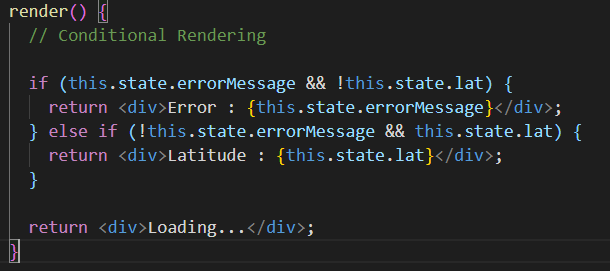 render() {
// Conditional Rendering
if (this.state.errorMessage && !this.state.lat) {
return <div>Error : {this.state.errorMessage}</div>;
} else if (!this.state.errorMessage && this.state.lat) {
return <div>Latitude : {this.state.lat}</div>;
}
return <div>Loading...</div>;
}